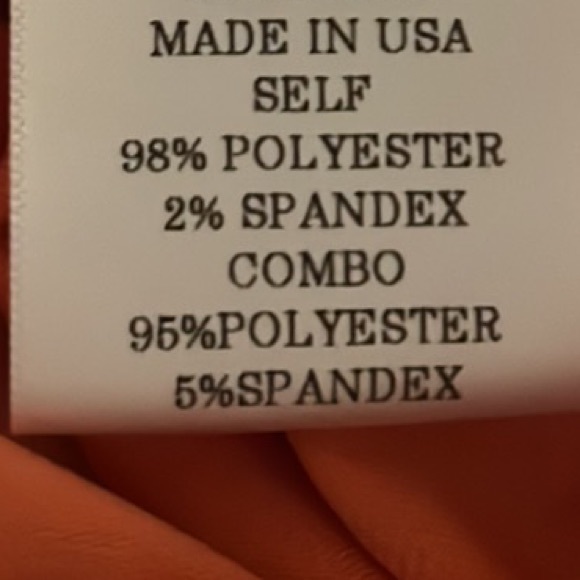 MADE IN USA
SELF
98% POLYESTER
2% SPANDEX
COMBO
95%POLYESTER
5%SPANDEX